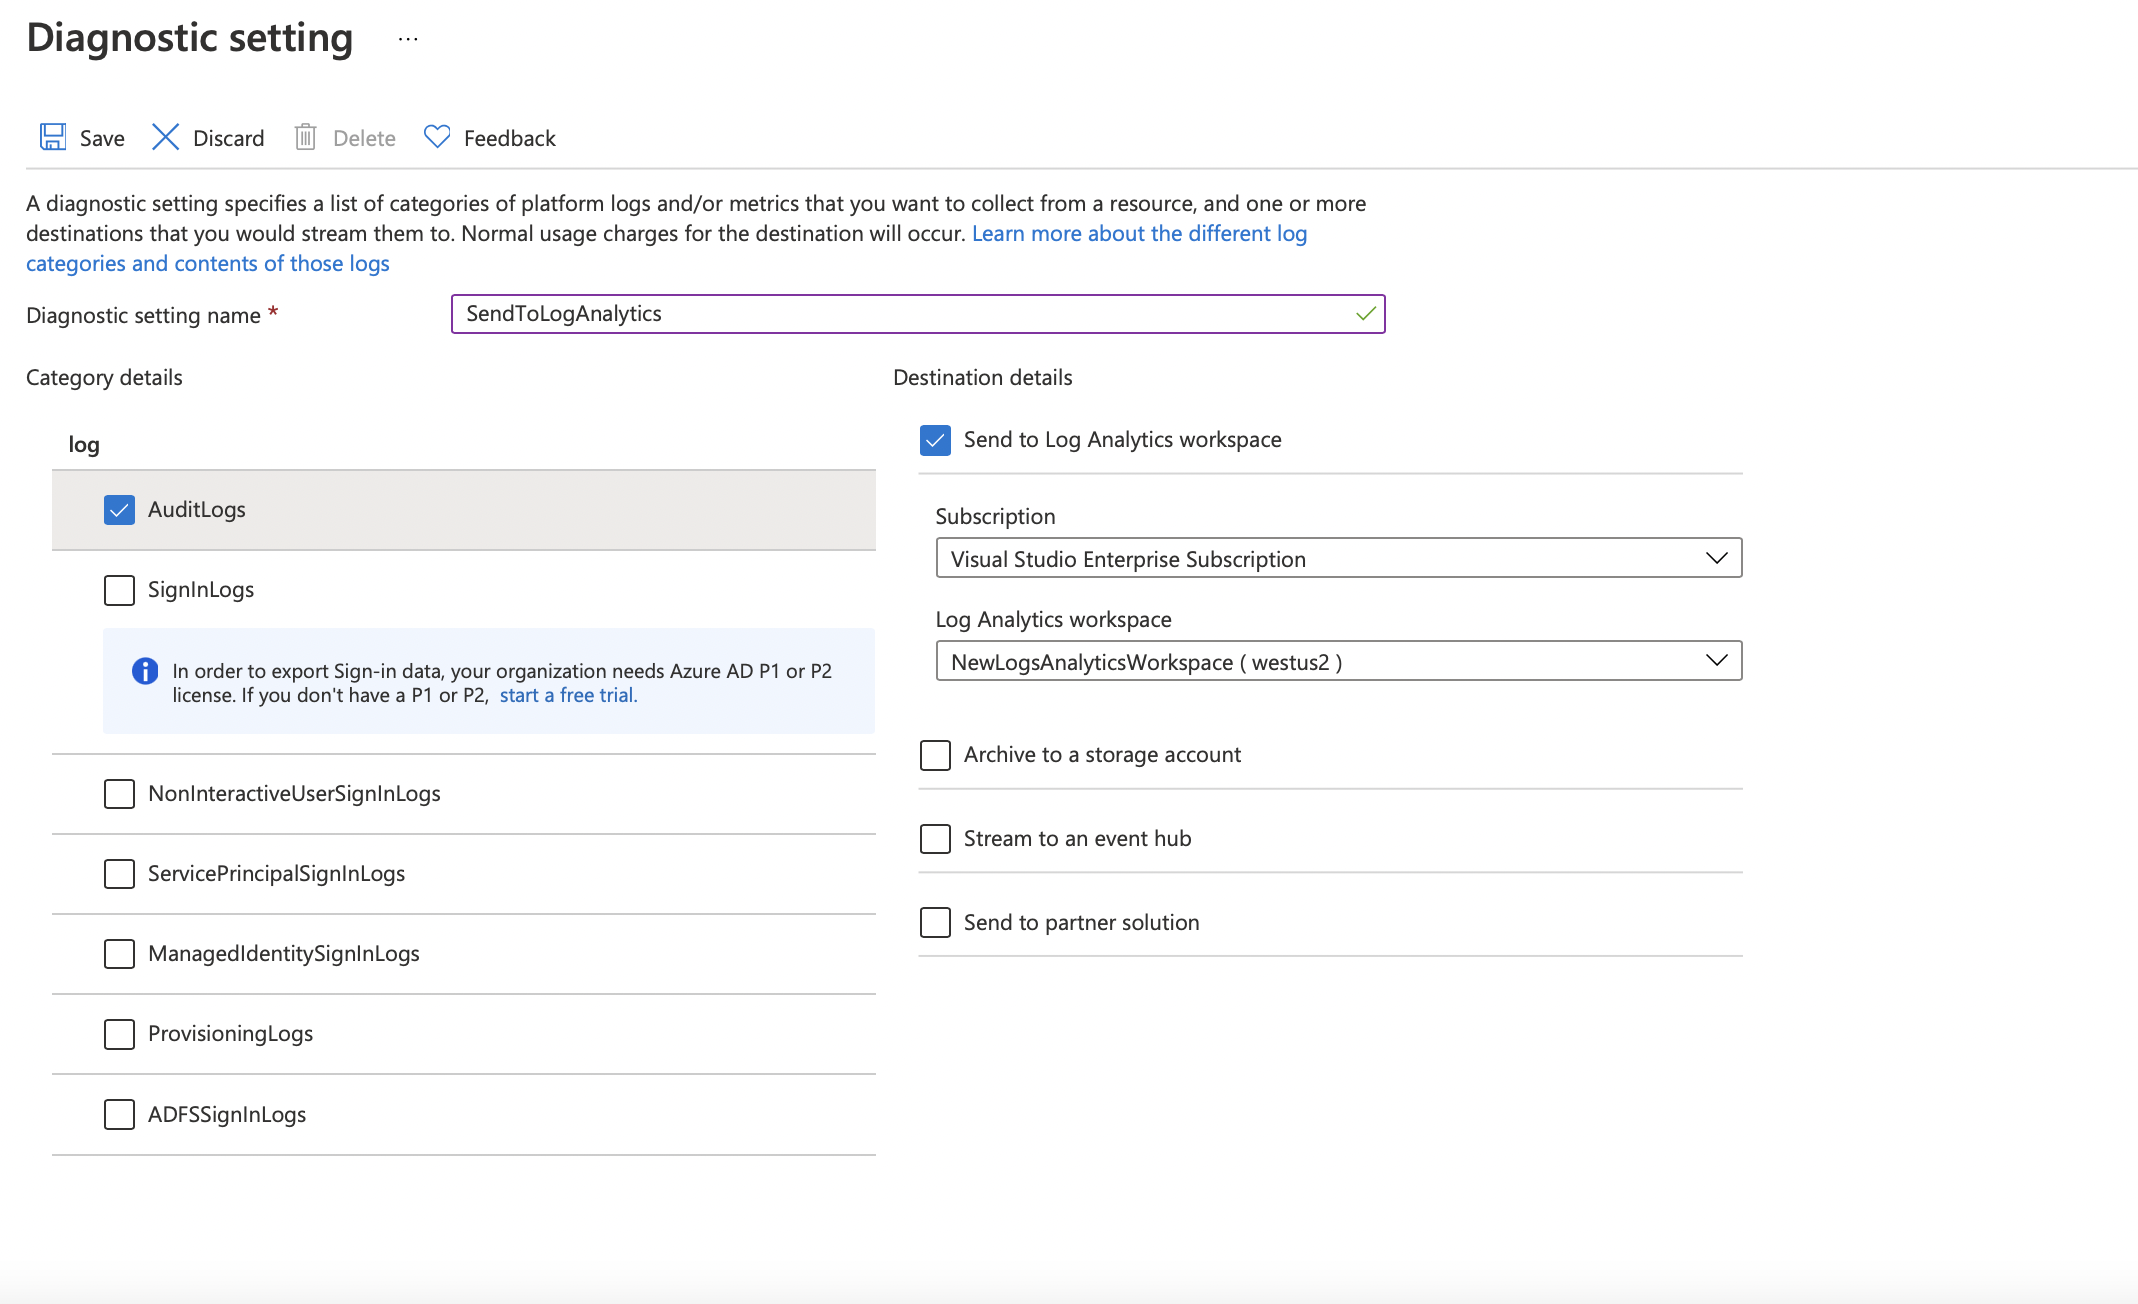 Diagnostic setting ...
Save Discard Delete Feedback
A diagnostic setting specifies a list of categories of platform logs and/or metrics that you want to collect from a resource, and one or more
destinations that you would stream them to. Normal usage charges for the destination will occur. Learn more about the different log
categories and contents of those logs
Diagnostic setting name *
SendToLogAnalytics
Category details
log
AuditLogs
SignInLogs
In order to export Sign-in data, your organization needs Azure AD P1 or P2
license. If you don't have a P1 or P2, start a free trial.
NonInteractiveUserSignInLogs
ServicePrincipalSignInLogs
ManagedIdentitySignInLogs
ProvisioningLogs
ADFSSignInLogs
Destination details
Send to Log Analytics workspace
Subscription
Visual Studio Enterprise Subscription
Log Analytics workspace
NewLogsAnalyticsWorkspace ( westus2 )
Archive to a storage account
Stream to an event hub
Send to partner solution